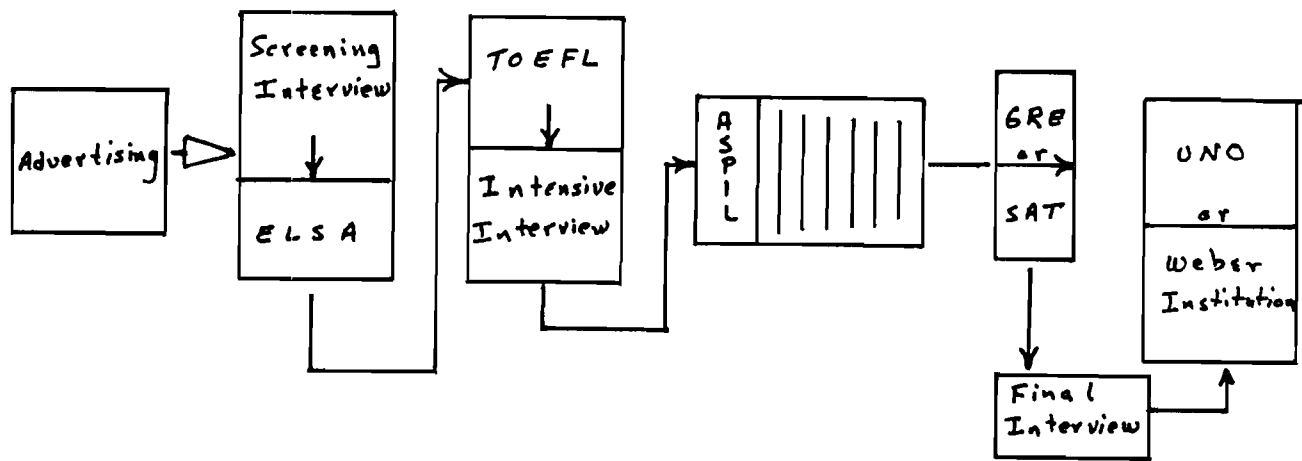 Advertising
Screening
Interview
ELSA
TOEFL
Intensive
Interview
ASPIL
GRE
or
SAT
Final
Interview
UNO
or
Weber
Institution